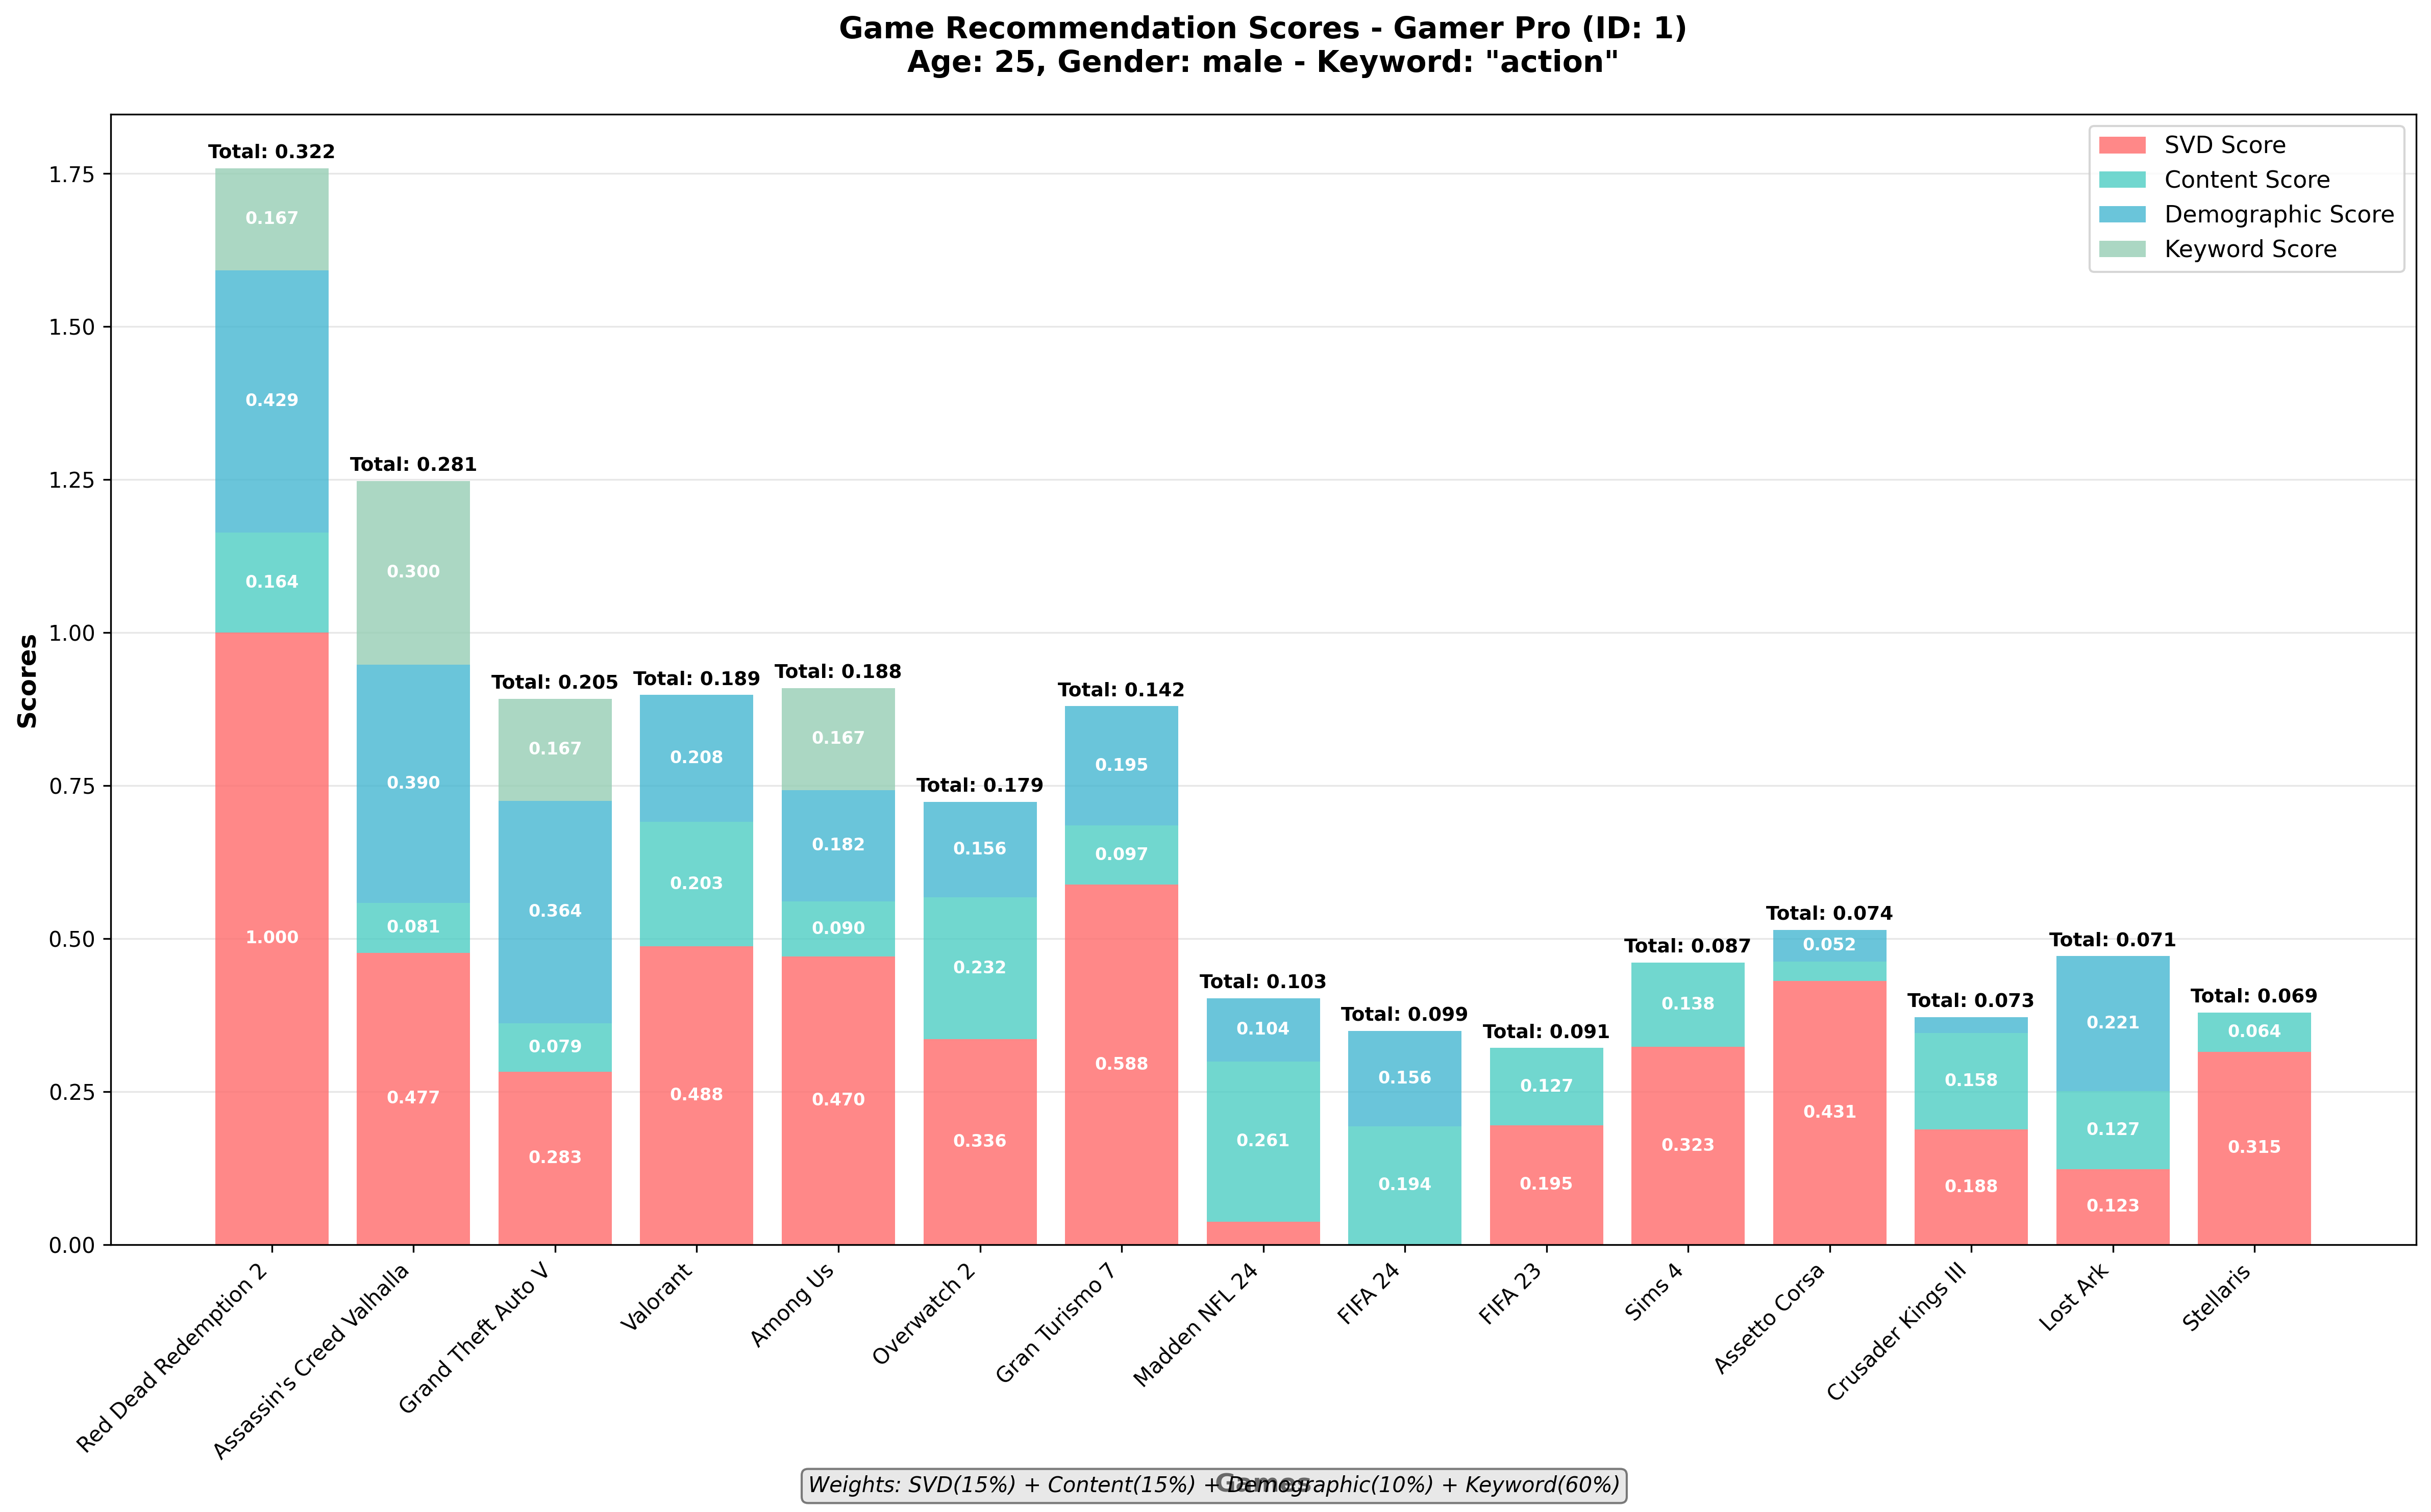 Game Recommendation Scores - Gamer Pro (ID: 1)
Age: 25, Gender: male - Keyword: "action"
SVD Score
Content Score
Demographic Score
Keyword Score
Scores
1.75
1.50
1.25
1.00
0.75
0.50
0.25
0.00
Total: 0.322
0.167
0.429
0.164
1.000
Total: 0.281
0.300
0.390
0.081
0.477
Total: 0.205
0.167
0.364
0.079
0.283
Total: 0.189
0.208
0.203
0.488
Total: 0.188
0.167
0.182
0.090
0.470
Total: 0.179
0.156
0.232
0.336
Total: 0.142
0.195
0.097
0.588
Total: 0.103
0.104
0.261
Total: 0.099
0.156
0.194
Total: 0.091
0.127
0.195
Total: 0.087
0.138
0.323
Total: 0.074
0.052
0.431
Total: 0.073
0.158
0.188
Total: 0.071
0.221
0.127
0.123
Total: 0.069
0.064
0.315
Red Dead Redemption 2
Assassin's Creed Valhalla
Grand Theft Auto V
Valorant
Among Us
Overwatch 2
Gran Turismo 7
Madden NFL 24
FIFA 24
FIFA 23
Sims 4
Assetto Corsa
Crusader Kings III
Lost Ark
Stellaris
Games
Weights: SVD(15%) + Content(15%) + Demographic(10%) + Keyword(60%)